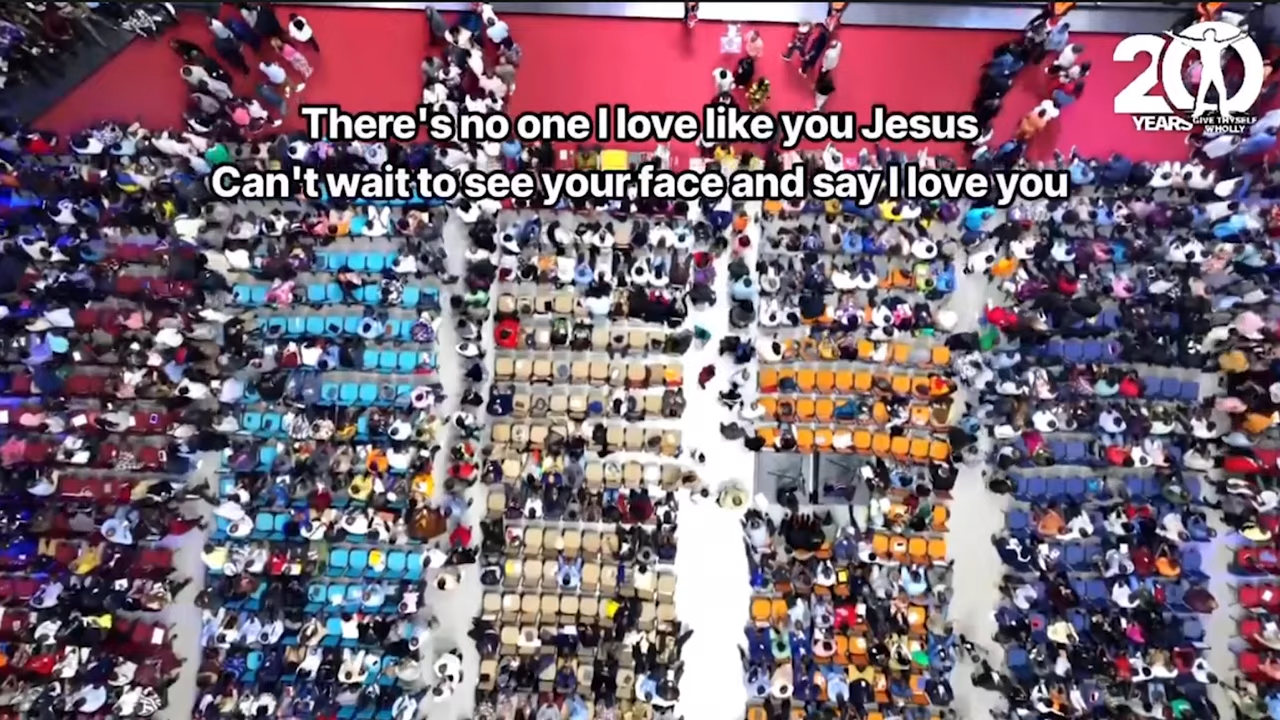 There's no one I love like you Jesus
Can't wait to see your face and say I love you
20
YEARS
GIVE THYSELF
WHOLLY